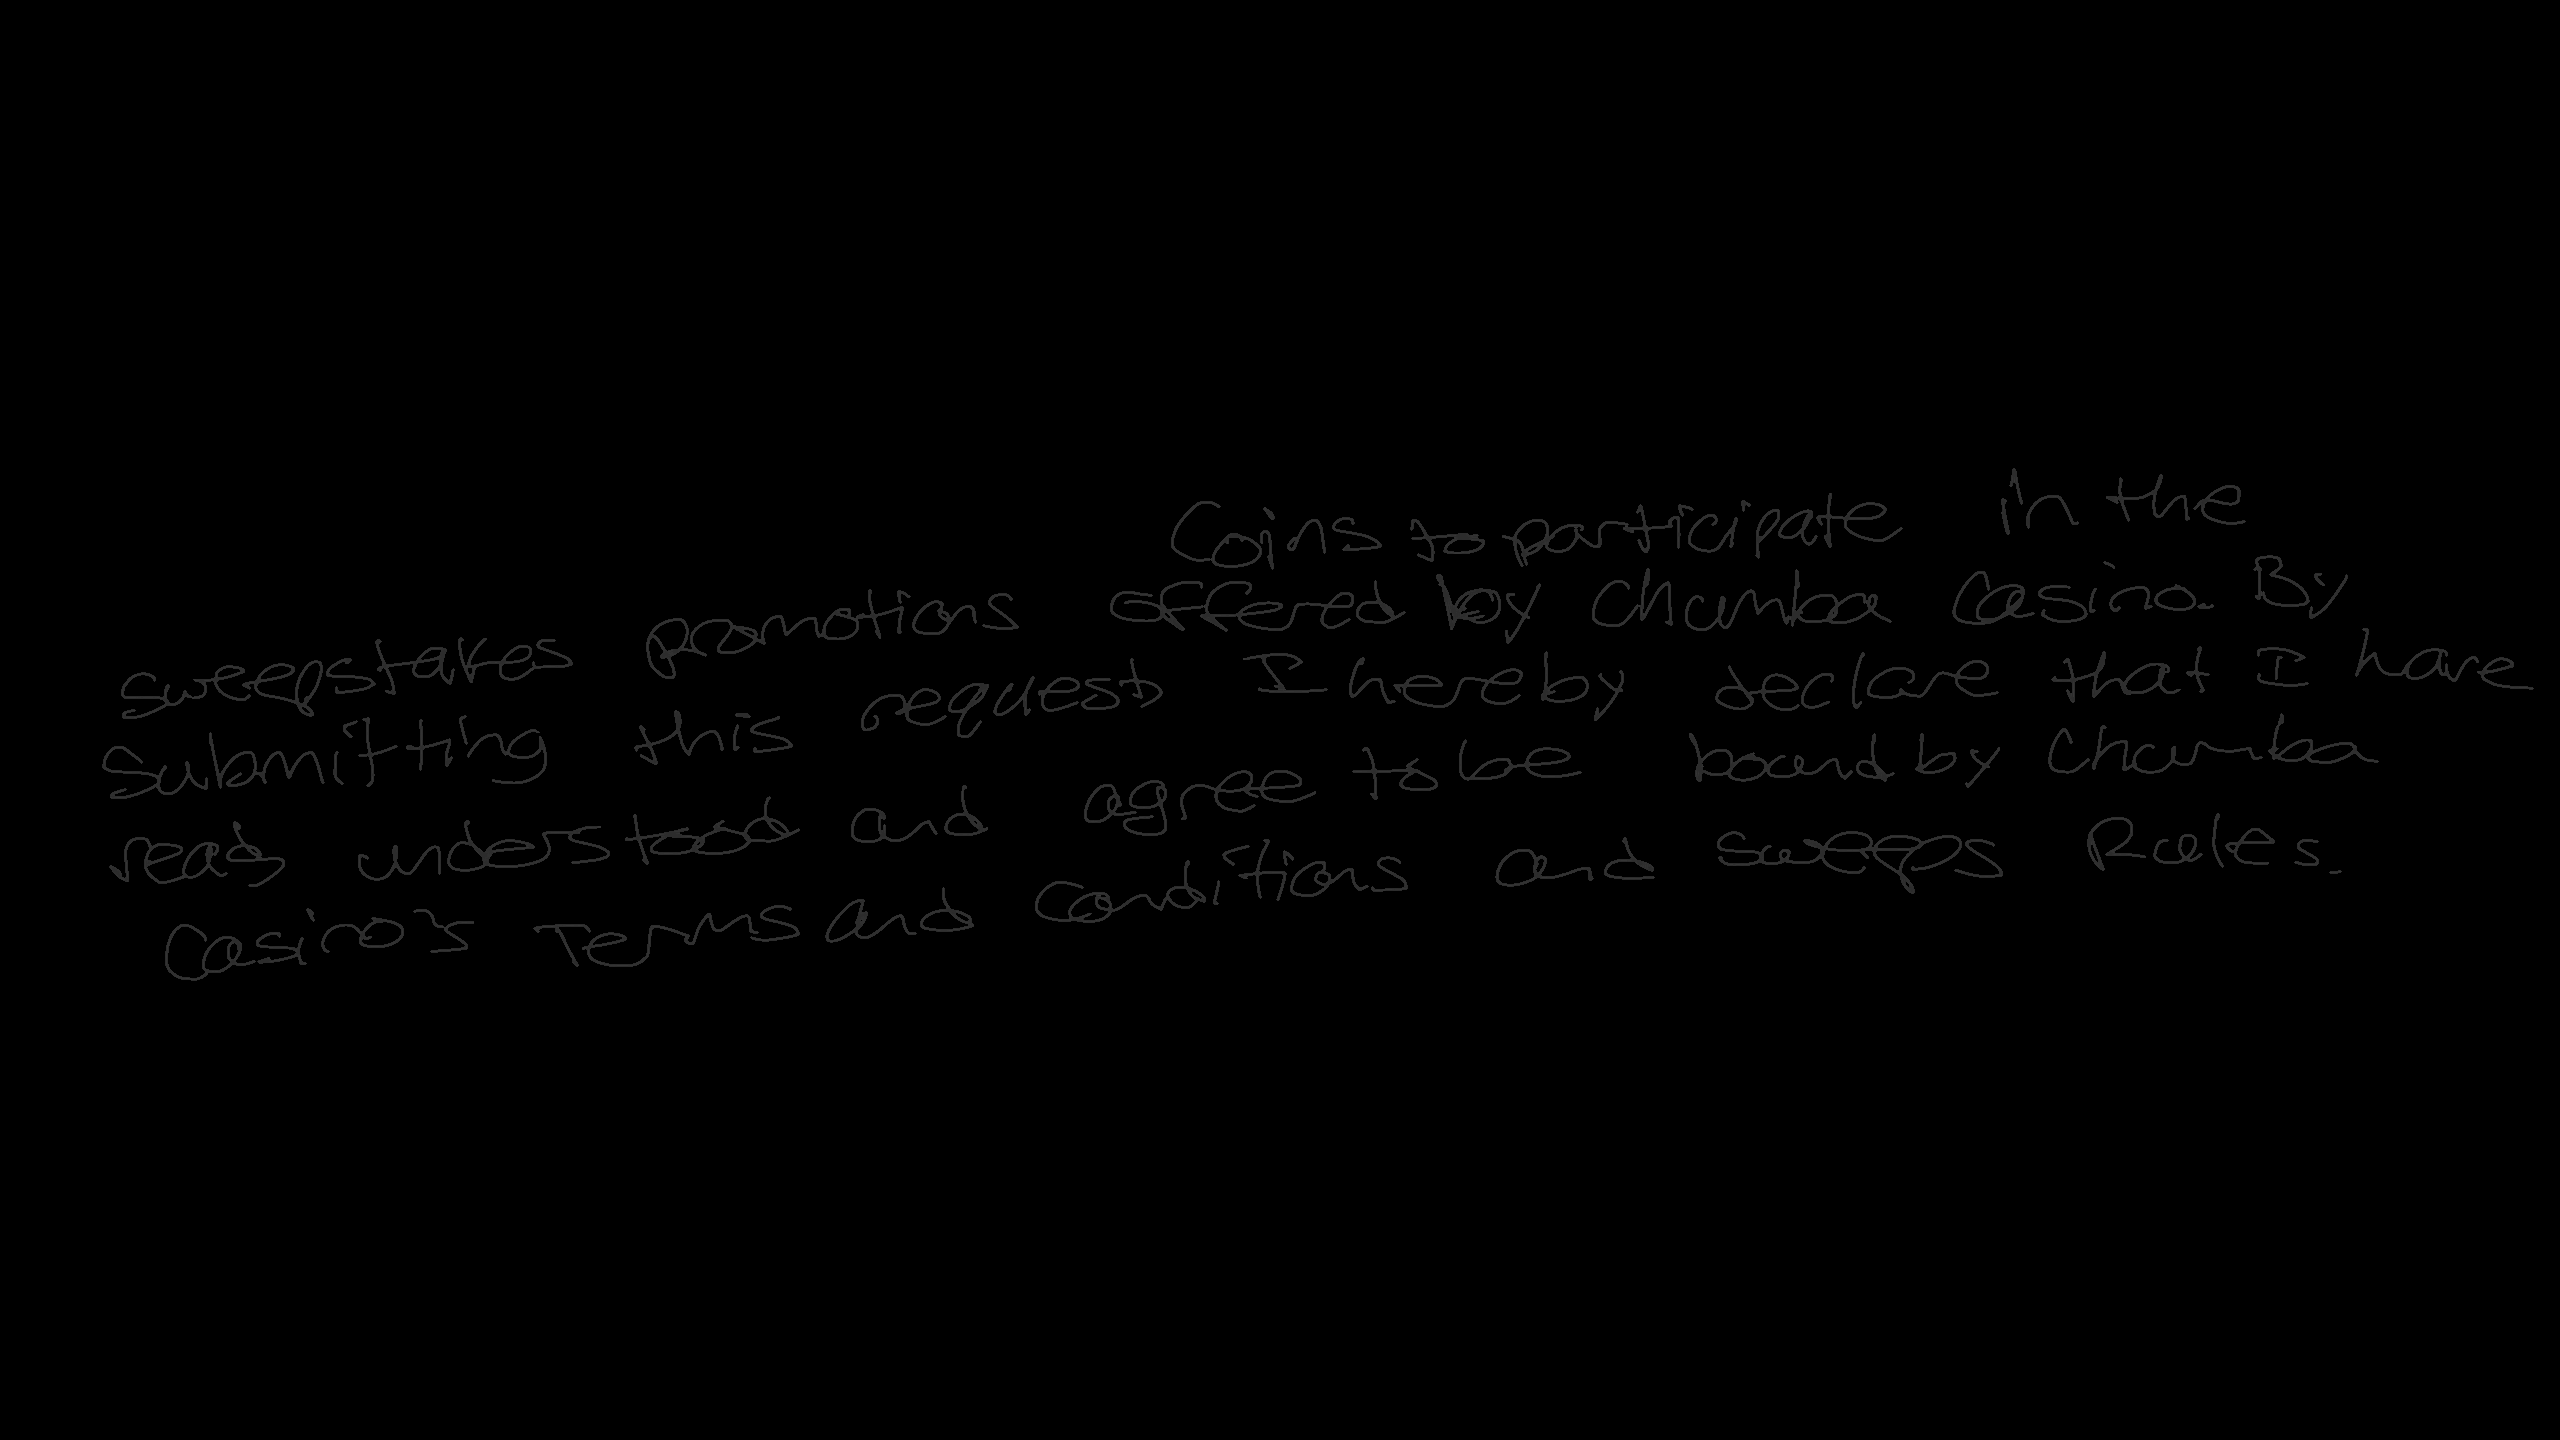 Coins to participate in the
sweepstakes promotions offered by Chumba Casino. By
submitting this request I hereby declare that I have
read understood and agree to be bound by Chumba
Casino's Terms and Conditions and Sweeps Rules.